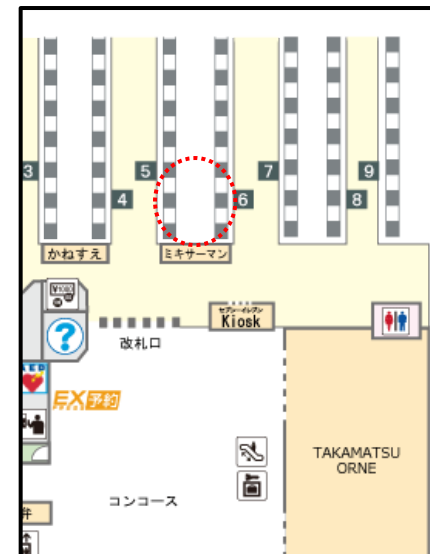 3
5
7
9
4
6
8
かねすえ
ミキサーマン
¥1000
セブン-イレブン
Kiosk
改札口
?
AED
EX予約
TAKAMATSU
ORNE
コンコース
弁